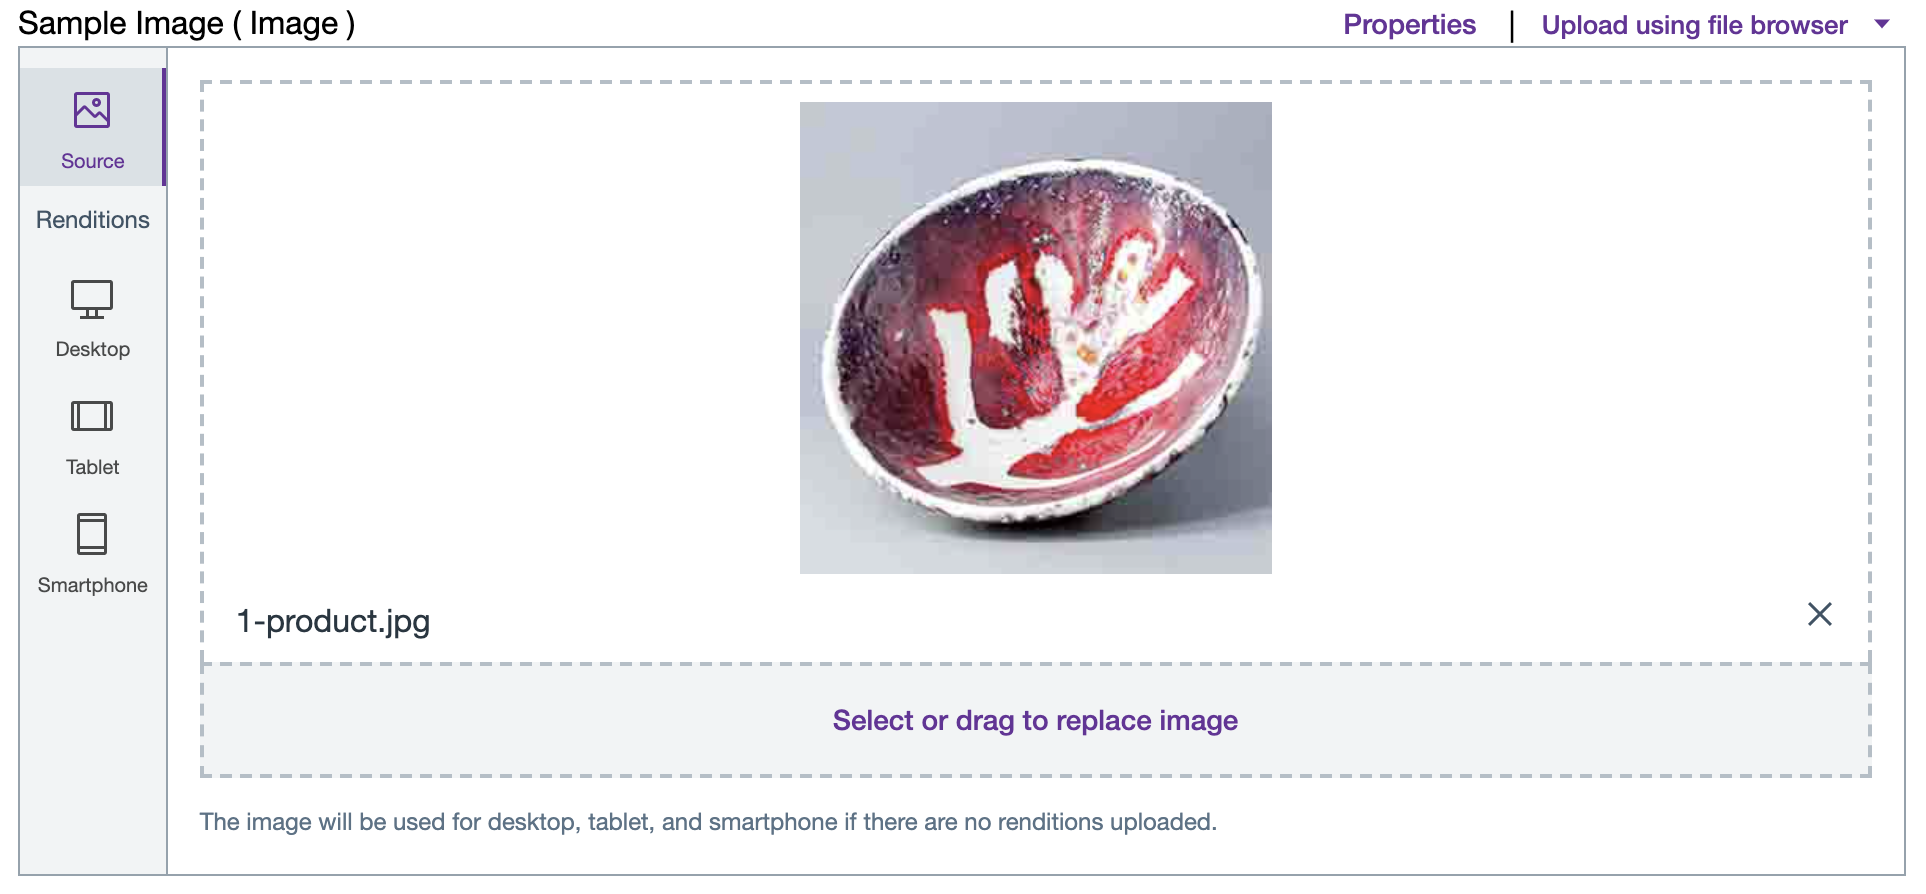 Sample Image ( Image )
Properties | Upload using file browser
Source
Renditions
Desktop
Tablet
Smartphone
1-product.jpg
Select or drag to replace image
The image will be used for desktop, tablet, and smartphone if there are no renditions uploaded.